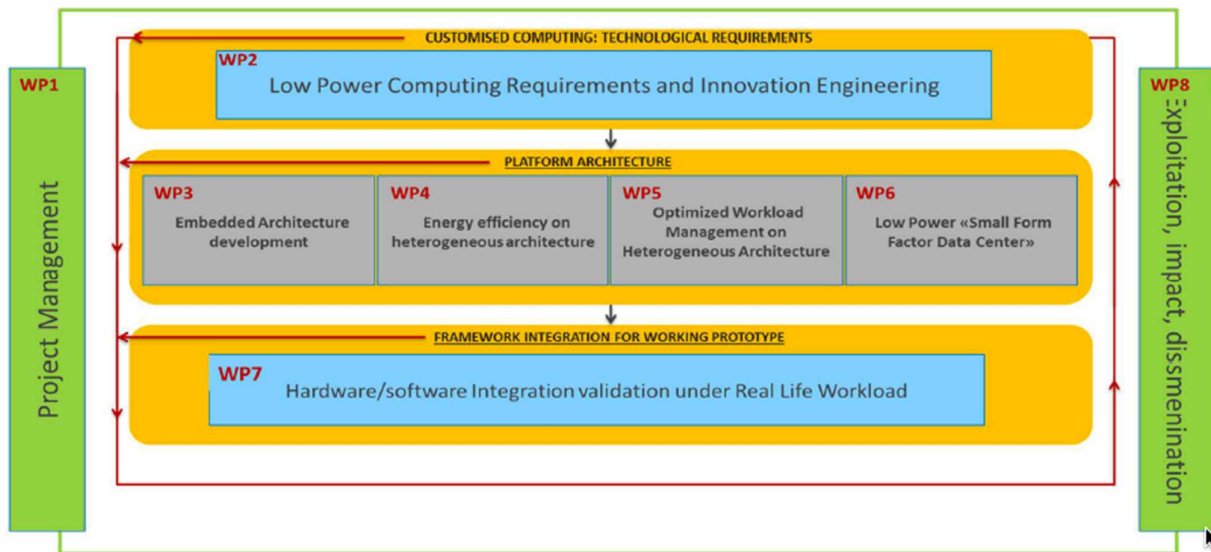 CUSTOMISED COMPUTING: TECHNOLOGICAL REQUIREMENTS
WP2
Low Power Computing Requirements and Innovation Engineering
WP1
Project Management
WP8
Exploitation, impact, dissmenination
PLATFORM ARCHITECTURE
WP3
Embedded Architecture
development
WP4
Energy efficiency on
heterogeneous architecture
WP5
Optimized Workload
Management on
Heterogeneous Architecture
WP6
Low Power «Small Form
Factor Data Center»
FRAMEWORK INTEGRATION FOR WORKING PROTOTYPE
WP7
Hardware/software Integration validation under Real Life Workload